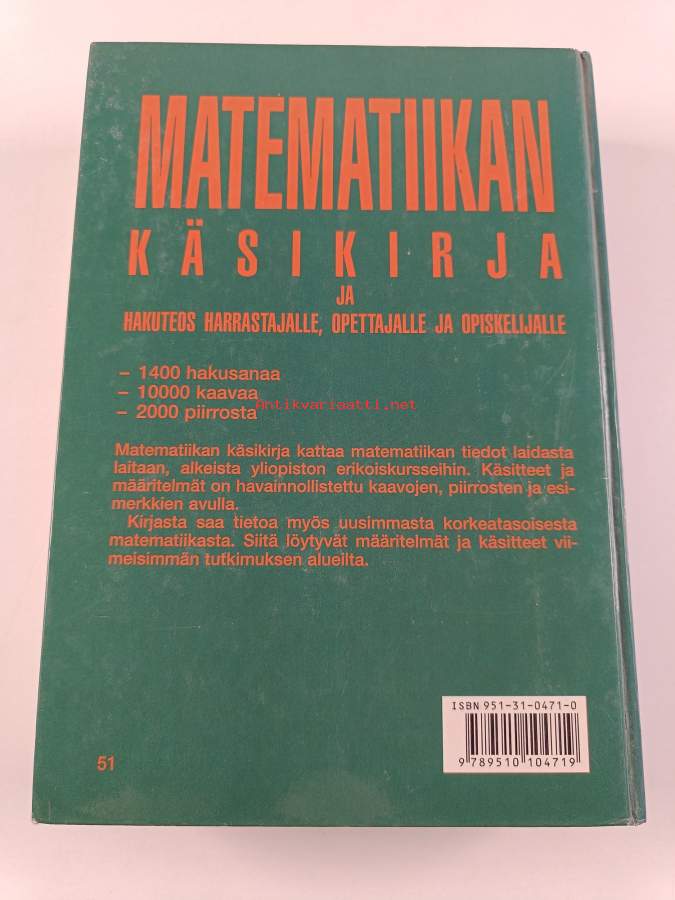 MATEMATIIKAN
KÄSIKIRJA
JA
HAKUTEOS HARRASTAJALLE, OPETTAJALLE JA OPISKELIJALLE
– 1400 hakusanaa
– 10000 kaavaa
– 2000 piirrosta
Antikvariaatti.net
Matematiikan käsikirja kattaa matematiikan tiedot laidasta
laitaan, alkeista yliopiston erikoiskursseihin. Käsitteet ja
määritelmät on havainnollistettu kaavojen, piirrosten ja esi-
merkkien avulla.
Kirjasta saa tietoa myös uusimmasta korkeatasoisesta
matematiikasta. Siitä löytyvät määritelmät ja käsitteet vii-
meisimmän tutkimuksen alueilta.
ISBN 951-31-0471-0
9 789510 104719
51